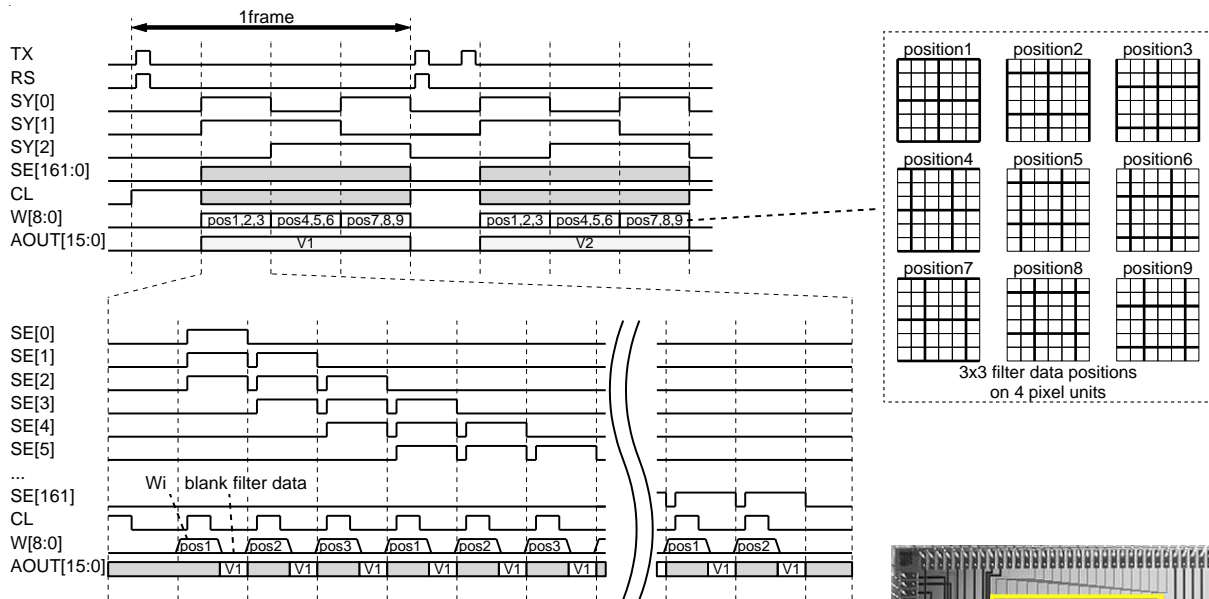 1frame
TX
RS
SY[0]
SY[1]
SY[2]
SE[161:0]
CL
W[8:0] pos1,2,3 pos4,5,6 pos7,8,9 pos1,2,3 pos4,5,6 pos7,8,9
AOUT[15:0] V1 V2
position1 position2 position3
position4 position5 position6
position7 position8 position9
3x3 filter data positions
on 4 pixel units
SE[0]
SE[1]
SE[2]
SE[3]
SE[4]
SE[5]
...
Wi blank filter data
SE[161]
CL
W[8:0] pos1 pos2 pos3 pos1 pos2 pos3 pos1 pos2
AOUT[15:0] V1 V1 V1 V1 V1 V1 V1 V1